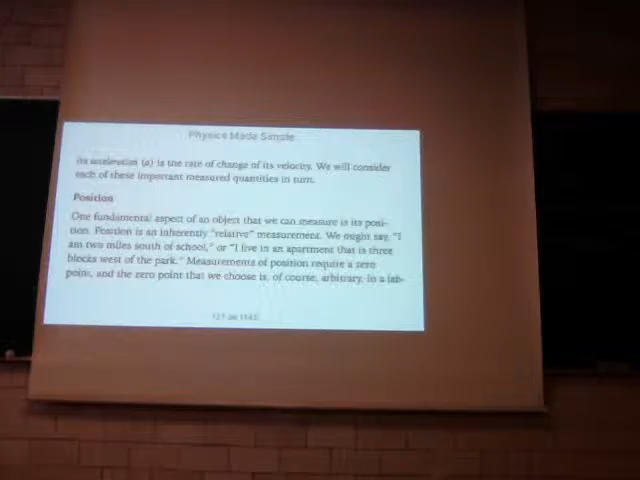 Physics Made Simple
its acceleration (a) is the rate of change of its velocity. We will consider
each of these important measured quantities in turn.
Position
One fundamental aspect of an object that we can measure is its posi-
tion. Position is an inherently "relative" measurement. We might say, "I
am two miles south of school," or "I live in an apartment that is three
blocks west of the park." Measurements of position require a zero
point, and the zero point that we choose is, of course, arbitrary. In a lab-